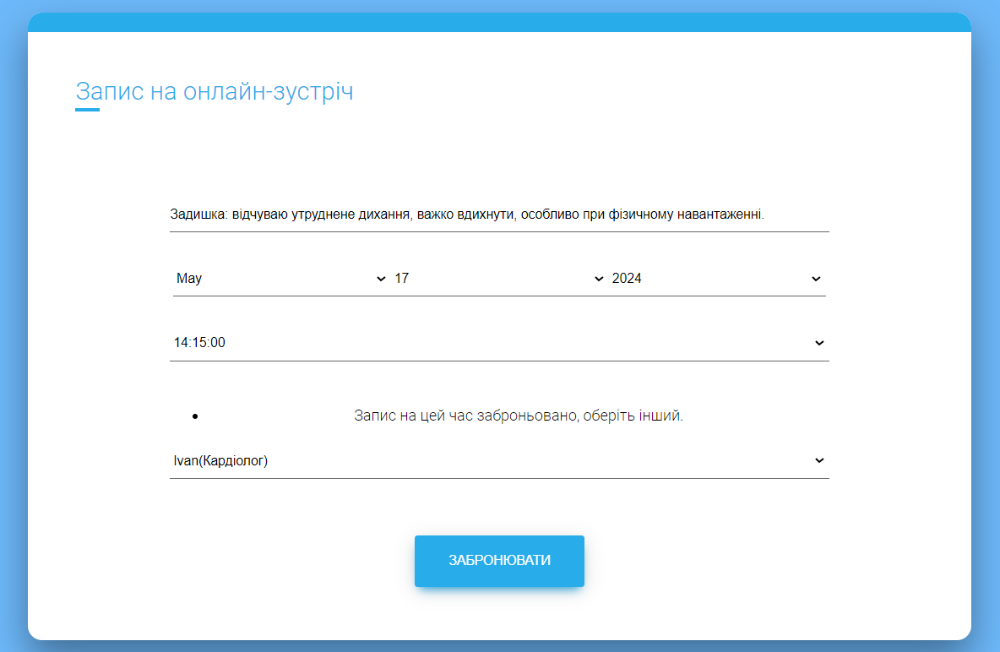 Запис на онлайн-зустріч
Задишка: відчуваю утруднене дихання, важко вдихнути, особливо при фізичному навантаженні.
May 17 2024
14:15:00
Запис на цей час заброньовано, оберіть інший.
Ivan(Кардіолог)
ЗАБРОНЮВАТИ